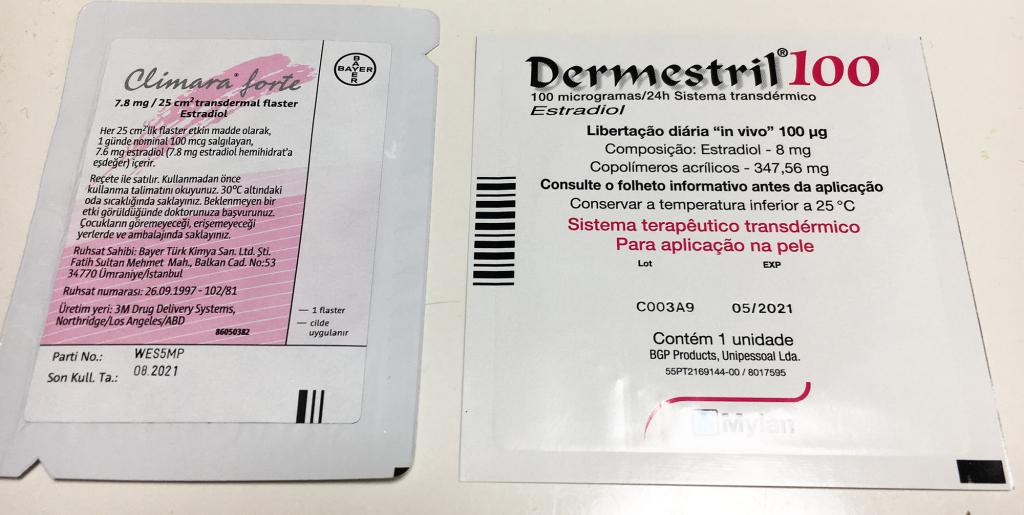 Climara® forte
7.8 mg / 25 cm² transdermal flaster
Estradiol
Her 25 cm²'lik flaster etkin madde olarak,
1 günde nominal 100 mcg salgılayan,
7.6 mg estradiol (7.8 mg estradiol hemihidrat'a
eşdeğer) içerir.
Reçete ile satılır. Kullanmadan önce
kullanma talimatını okuyunuz. 30°C altındaki
oda sıcaklığında saklayınız. Beklenmeyen bir
etki görüldüğünde doktorunuza başvurunuz.
Çocukların göremeyeceği, erişemeyeceği
yerlerde ve ambalajında saklayınız.
Ruhsat Sahibi: Bayer Türk Kimya San. Ltd. Şti.
Fatih Sultan Mehmet Mah., Balkan Cad. No:53
34770 Ümraniye/İstanbul
Ruhsat numarası: 26.09.1997 - 102/81
Üretim yeri: 3M Drug Delivery Systems,
Northridge/Los Angeles/ABD
86050382
BAYER
BAYER
— 1 flaster
— cilde
uygulanır
Parti No.: WES5MP
Son Kull. Ta.: 08.2021
Dermestril®100
100 microgramas/24h Sistema transdérmico
Estradiol
Libertação diária "in vivo" 100 µg
Composição: Estradiol - 8 mg
Copolímeros acrílicos - 347,56 mg
Consulte o folheto informativo antes da aplicação
Conservar a temperatura inferior a 25 °C
Sistema terapêutico transdérmico
Para aplicação na pele
Lot EXP
C003A9 05/2021
Contém 1 unidade
BGP Products, Unipessoal Lda.
55PT2169144-00 / 8017595
Mylan